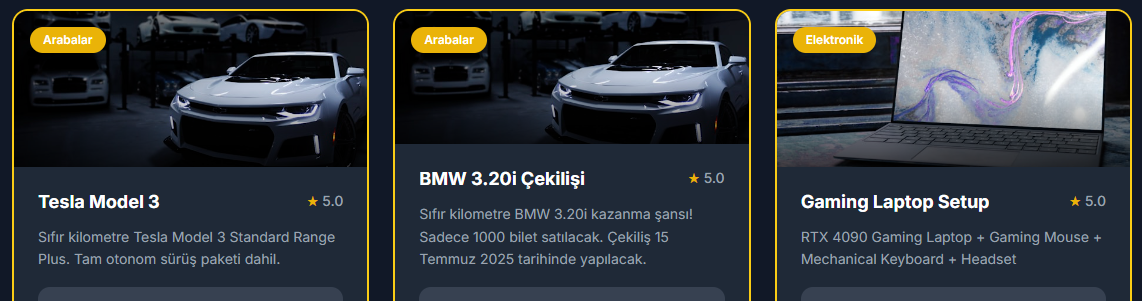 Arabalar
Tesla Model 3
★ 5.0
Sıfır kilometre Tesla Model 3 Standard Range
Plus. Tam otonom sürüş paketi dahil.
Arabalar
BMW 3.20i Çekilişi
★ 5.0
Sıfır kilometre BMW 3.20i kazanma şansı!
Sadece 1000 bilet satılacak. Çekiliş 15
Temmuz 2025 tarihinde yapılacak.
Elektronik
Gaming Laptop Setup
★ 5.0
RTX 4090 Gaming Laptop + Gaming Mouse +
Mechanical Keyboard + Headset